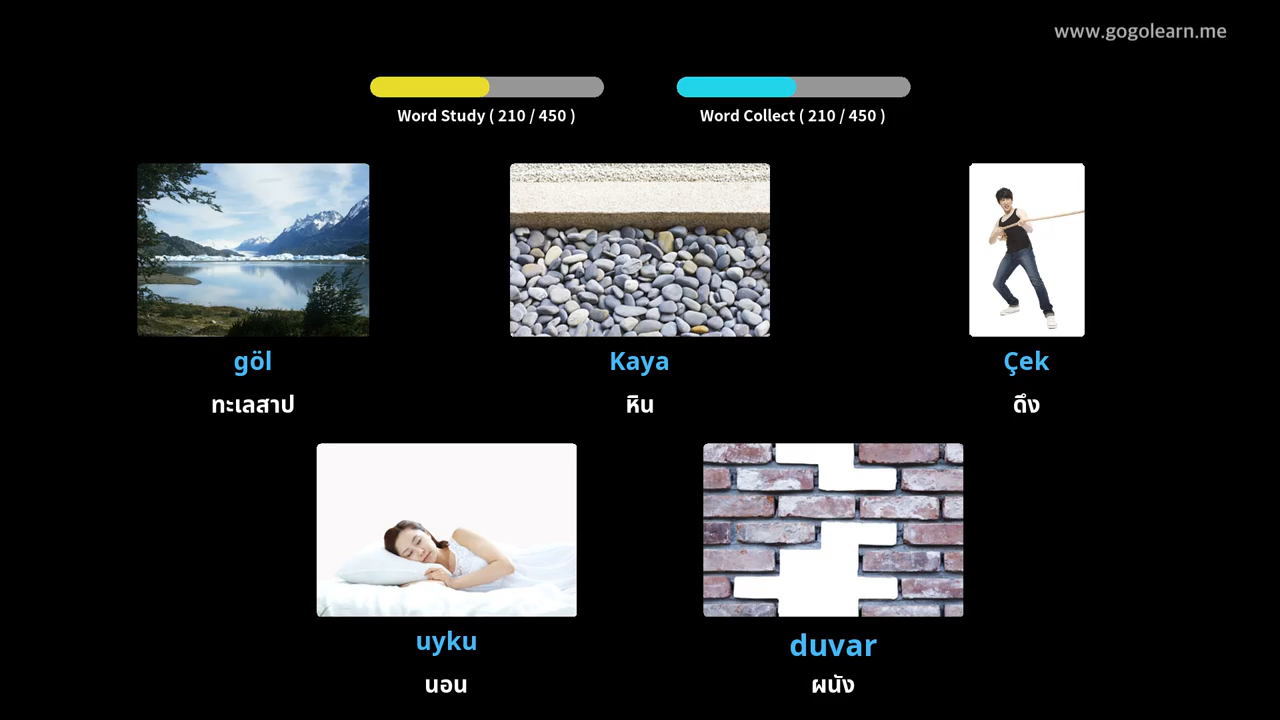 www.gogolearn.me
Word Study ( 210 / 450 )
Word Collect ( 210 / 450 )
göl
ทะเลสาป
Kaya
หิน
Çek
ดึง
uyku
นอน
duvar
ผนัง